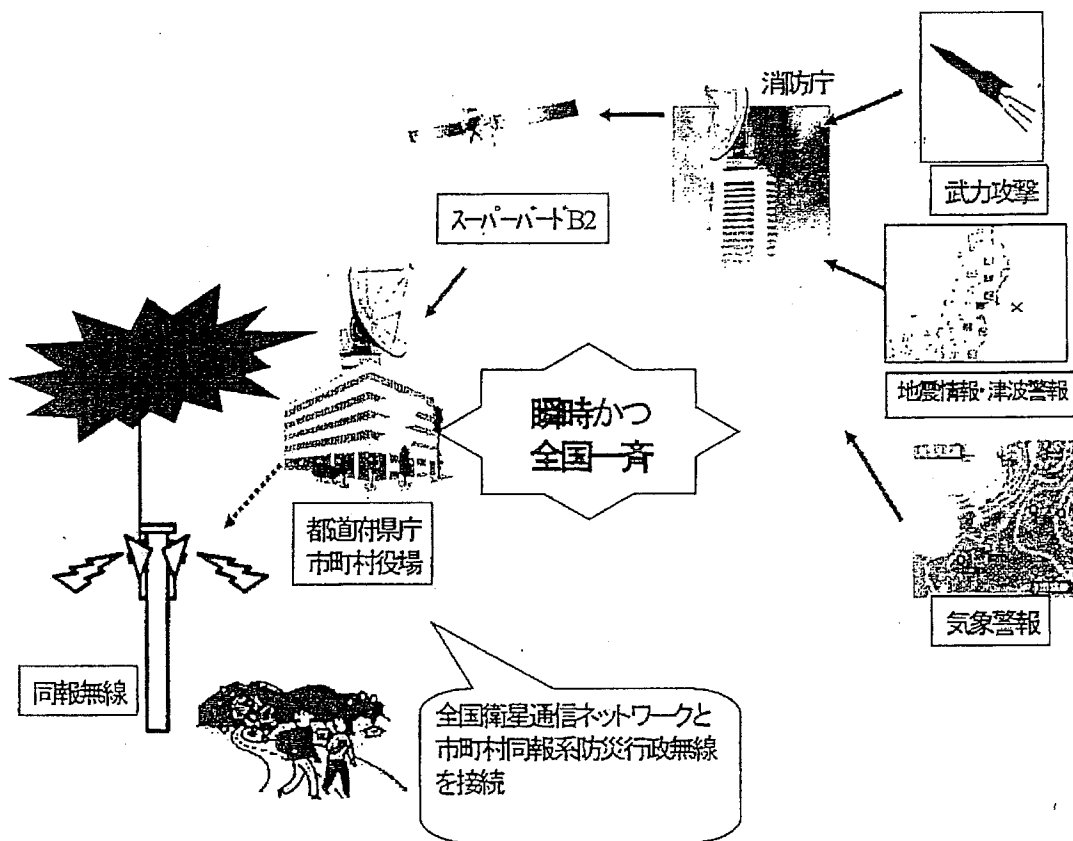 消防庁
武力攻撃
スーパーバードB2
地震情報・津波警報
瞬時かつ
全国一斉
都道府県庁
市町村役場
気象警報
同報無線
全国衛星通信ネットワークと
市町村同報系防災行政無線
を接続